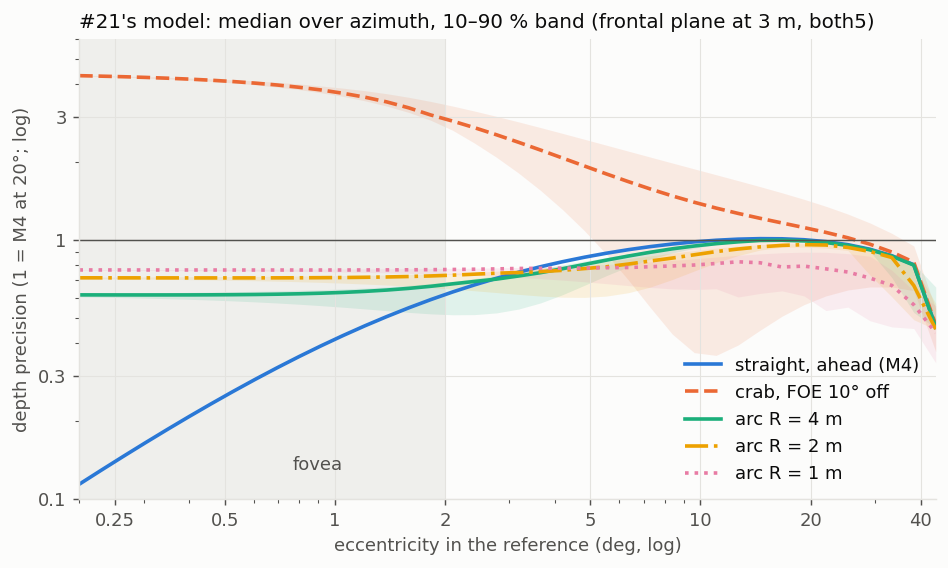 #21's model: median over azimuth, 10–90 % band (frontal plane at 3 m, both5)
depth precision (1 = M4 at 20°; log)
3
1
0.3
0.1
fovea
straight, ahead (M4)
crab, FOE 10° off
arc R = 4 m
arc R = 2 m
arc R = 1 m
0.25 0.5 1 2 5 10 20 40
eccentricity in the reference (deg, log)